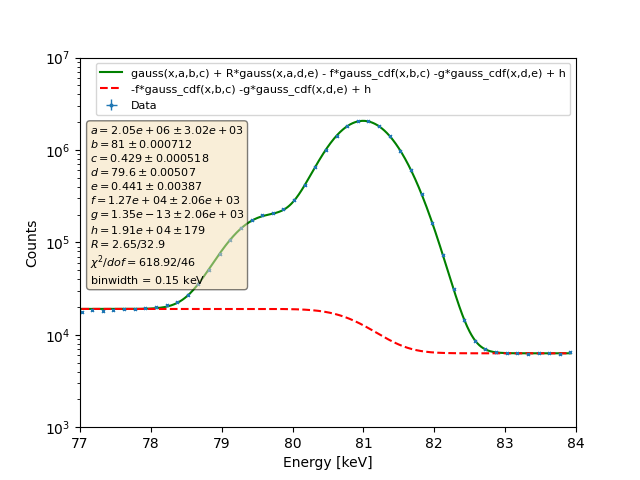 10^7
10^6
10^5
10^4
10^3
Counts
gauss(x,a,b,c) + R*gauss(x,a,d,e) - f*gauss_cdf(x,b,c) -g*gauss_cdf(x,d,e) + h
-f*gauss_cdf(x,b,c) -g*gauss_cdf(x,d,e) + h
Data
a = 2.05e + 06 ± 3.02e + 03
b = 81 ± 0.000712
c = 0.429 ± 0.000518
d = 79.6 ± 0.00507
e = 0.441 ± 0.00387
f = 1.27e + 04 ± 2.06e + 03
g = 1.35e − 13 ± 2.06e + 03
h = 1.91e + 04 ± 179
R = 2.65/32.9
χ²/dof = 618.92/46
binwidth = 0.15 keV
77 78 79 80 81 82 83 84
Energy [keV]